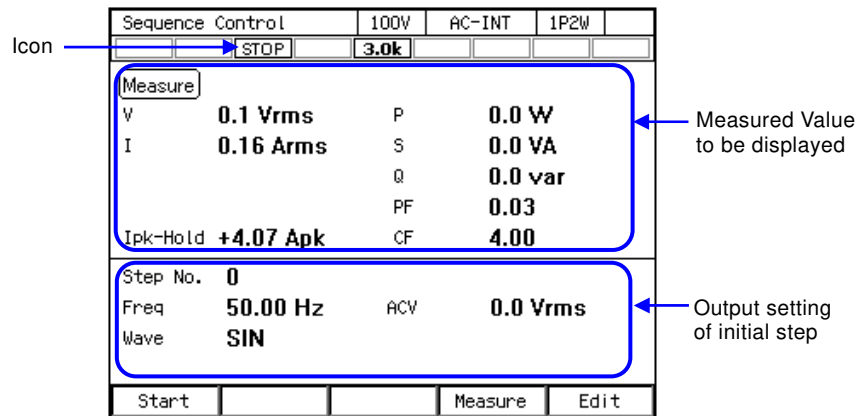 Sequence Control 100V AC-INT 1P2W
Icon STOP 3.0k
Measure
V 0.1 Vrms P 0.0 W
I 0.16 Arms S 0.0 VA
Q 0.0 var
PF 0.03
Ipk-Hold +4.07 Apk CF 4.00
Measured Value
to be displayed
Step No. 0
Freq 50.00 Hz ACV 0.0 Vrms
Wave SIN
Output setting
of initial step
Start Measure Edit